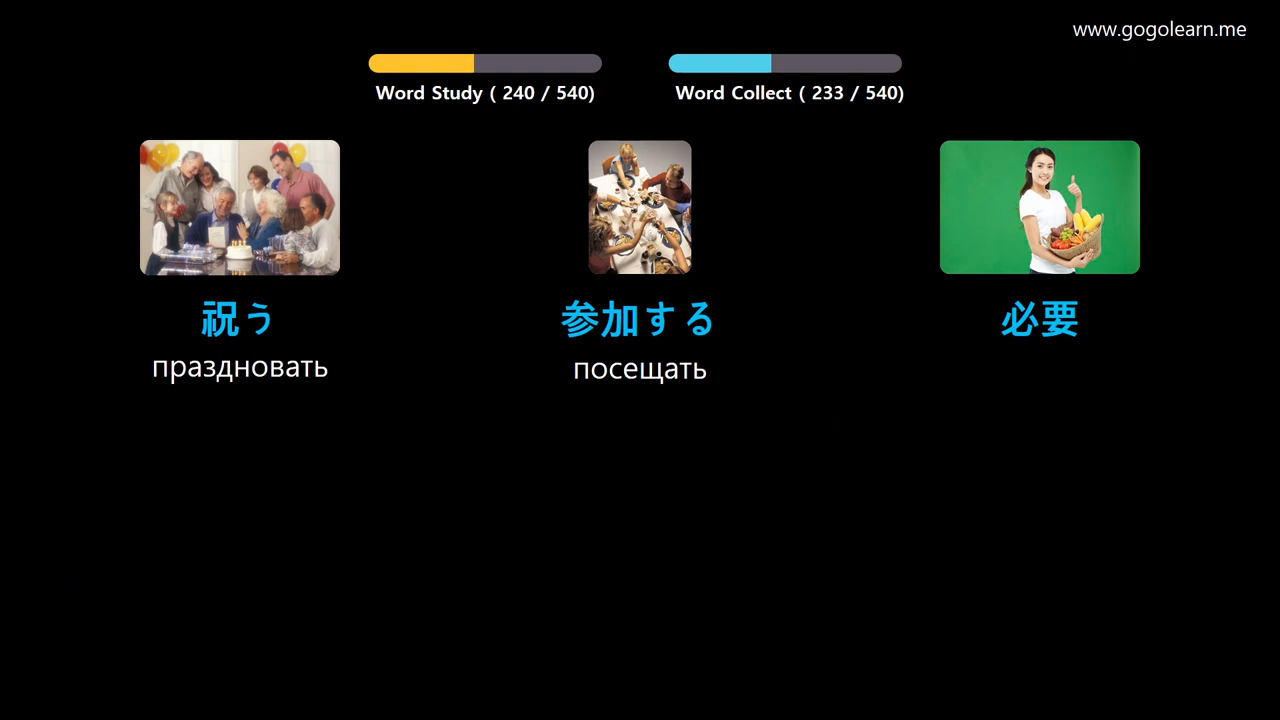 www.gogolearn.me
Word Study ( 240 / 540)
Word Collect ( 233 / 540)
祝う
参加する
必要
праздновать
посещать